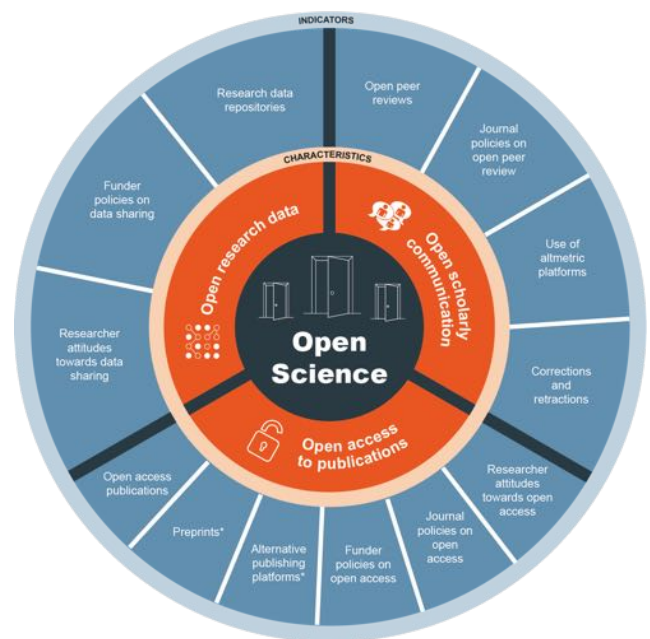 INDICATORS
Research data
repositories
Open peer
reviews
Journal
policies on
open peer
review
Funder
policies on
data sharing
CHARACTERISTICS
Open research data
Open scholarly
communication
Use of
altmetric
platforms
Researcher
attitudes
towards data
sharing
Open
Science
Corrections
and
retractions
Open access
to publications
Open access
publications
Preprints*
Alternative
publishing
platforms*
Funder
policies on
open access
Journal
policies on
open
access
Researcher
attitudes
towards open
access